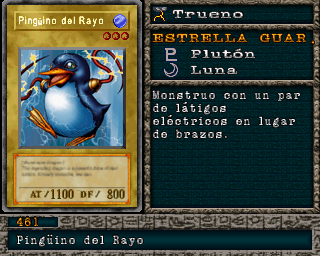 Pingüino del Rayo
AT/1100 DF/ 800
Trueno
ESTRELLA GUAR.
Plutón
Luna
Monstruo con un par
de látigos
eléctricos en lugar
de brazos.
461
Pingüino del Rayo